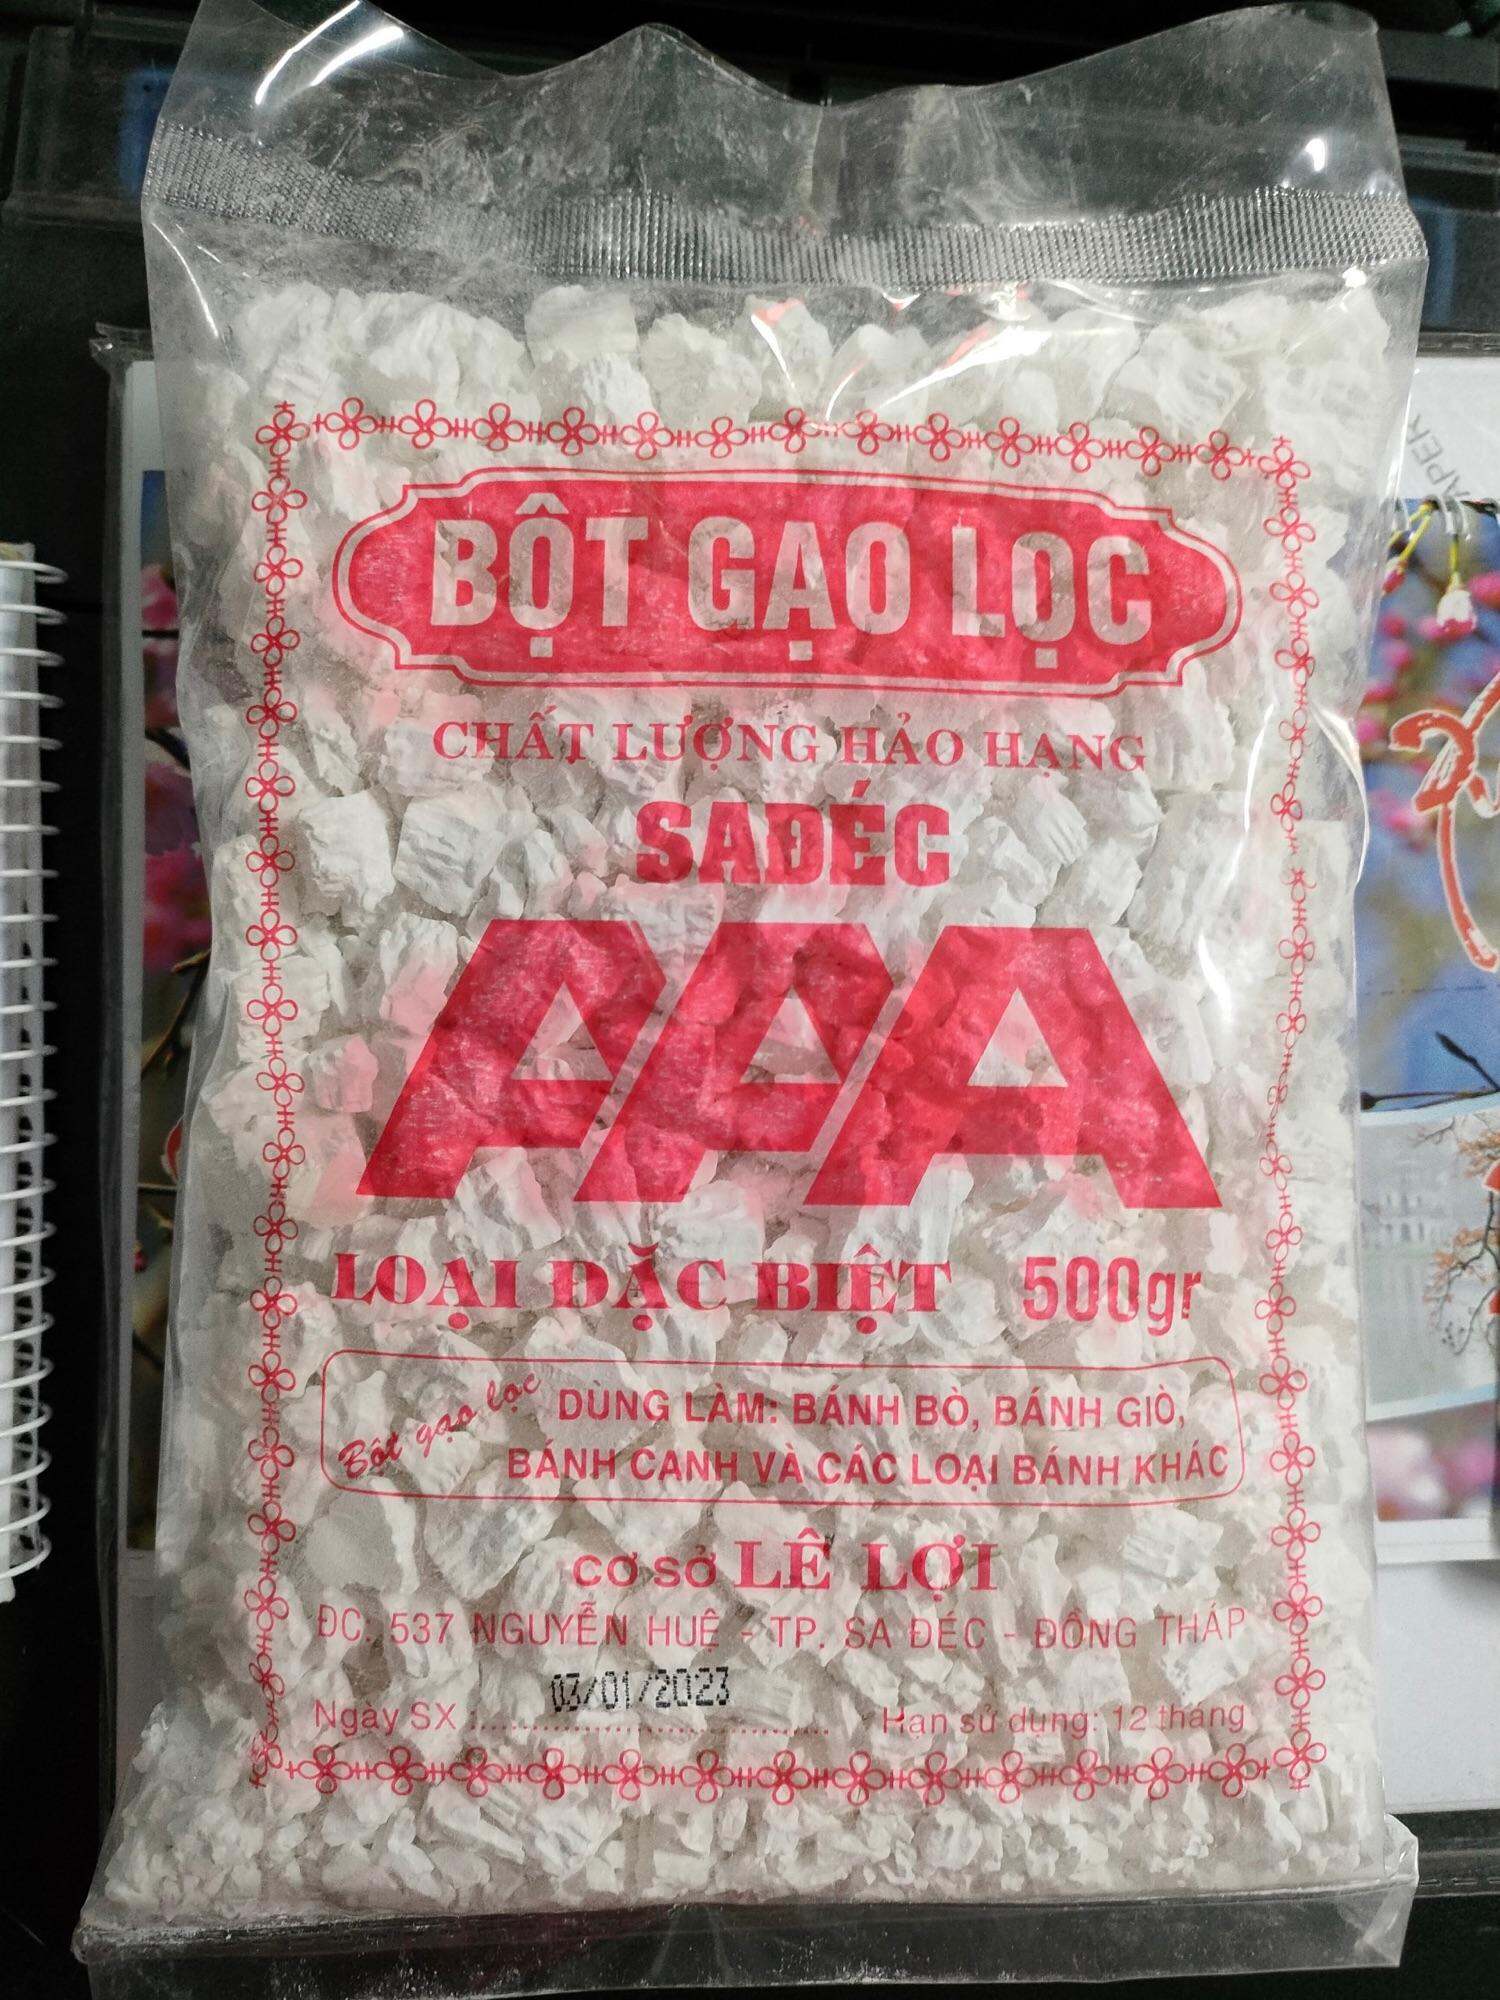 BỘT GẠO LỌC
CHẤT LƯỢNG HẢO HẠNG
SAĐÉC
AAA
LOẠI ĐẶC BIỆT 500gr
Bột gạo lọc DÙNG LÀM: BÁNH BÒ, BÁNH GIÒ,
BÁNH CANH VÀ CÁC LOẠI BÁNH KHÁC
CƠ SỞ LÊ LỢI
ĐC: 537 NGUYỄN HUỆ - TP. SA ĐÉC - ĐỒNG THÁP
Ngày SX : 03/01/2023 Hạn sử dụng: 12 tháng
APEK